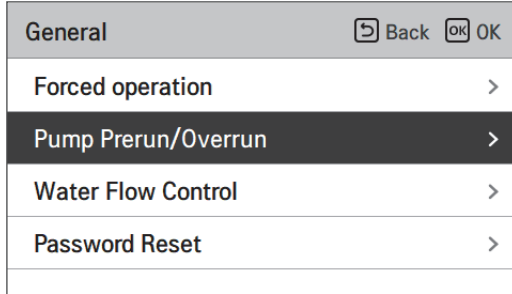 General Back OK OK
Forced operation >
Pump Prerun/Overrun >
Water Flow Control >
Password Reset >